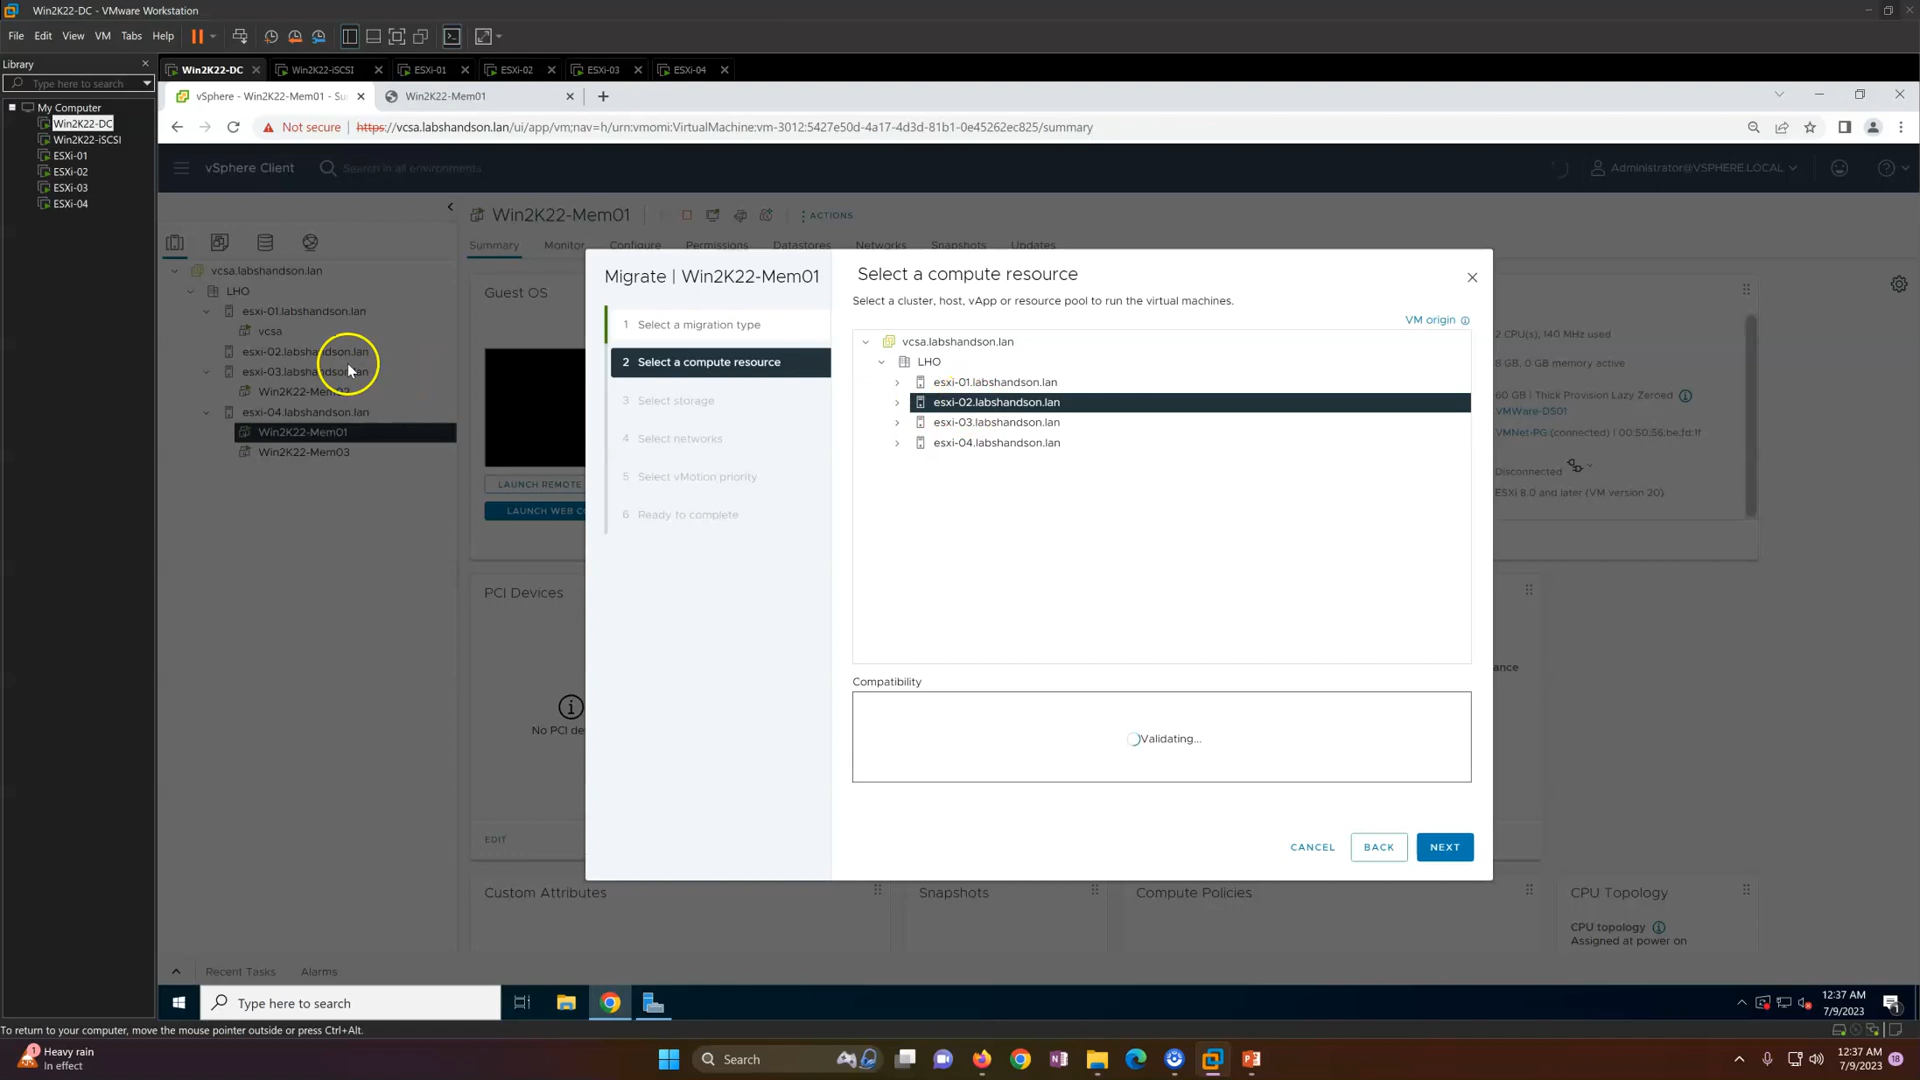 Win2K22-DC - VMware Workstation
File Edit View VM Tabs Help
Library
Type here to search
My Computer
Win2K22-DC
Win2K22-iSCSI
ESXi-01
ESXi-02
ESXi-03
ESXi-04
Win2K22-DC Win2K22-iSCSI ESXi-01 ESXi-02 ESXi-03 ESXi-04
vSphere - Win2K22-Mem01 - Su Win2K22-Mem01
Not secure https://vcsa.labshandson.lan/ui/app/vm;nav=h/urn:vmomi:VirtualMachine:vm-3012:5427e50d-4a17-4d3d-81b1-0e45262ec825/summary
vSphere Client Search in all environments Administrator@VSPHERE.LOCAL
vcsa.labshandson.lan
LHO
esxi-01.labshandson.lan
vcsa
esxi-02.labshandson.lan
esxi-03.labshandson.lan
Win2K22-Mem02
esxi-04.labshandson.lan
Win2K22-Mem01
Win2K22-Mem03
Win2K22-Mem01 ACTIONS
Summary Monitor Configure Permissions Datastores Networks Snapshots Updates
Guest OS
LAUNCH REMOTE
LAUNCH WEB CO
PCI Devices
No PCI de
EDIT
Custom Attributes
Snapshots
Compute Policies
CPU Topology
CPU topology
Assigned at power on
2 CPU(s), 140 MHz used
8 GB, 0 GB memory active
60 GB | Thick Provision Lazy Zeroed
VMWare-DS01
VMNet-PG (connected) | 00:50:56:be:fd:1f
Disconnected
ESXi 8.0 and later (VM version 20)
ance
Migrate | Win2K22-Mem01
1 Select a migration type
2 Select a compute resource
3 Select storage
4 Select networks
5 Select vMotion priority
6 Ready to complete
Select a compute resource
Select a cluster, host, vApp or resource pool to run the virtual machines.
VM origin
vcsa.labshandson.lan
LHO
esxi-01.labshandson.lan
esxi-02.labshandson.lan
esxi-03.labshandson.lan
esxi-04.labshandson.lan
Compatibility
Validating...
CANCEL BACK NEXT
Recent Tasks Alarms
Type here to search
12:37 AM
7/9/2023
1
To return to your computer, move the mouse pointer outside or press Ctrl+Alt.
1
Heavy rain
In effect
Search
12:37 AM
7/9/2023
18